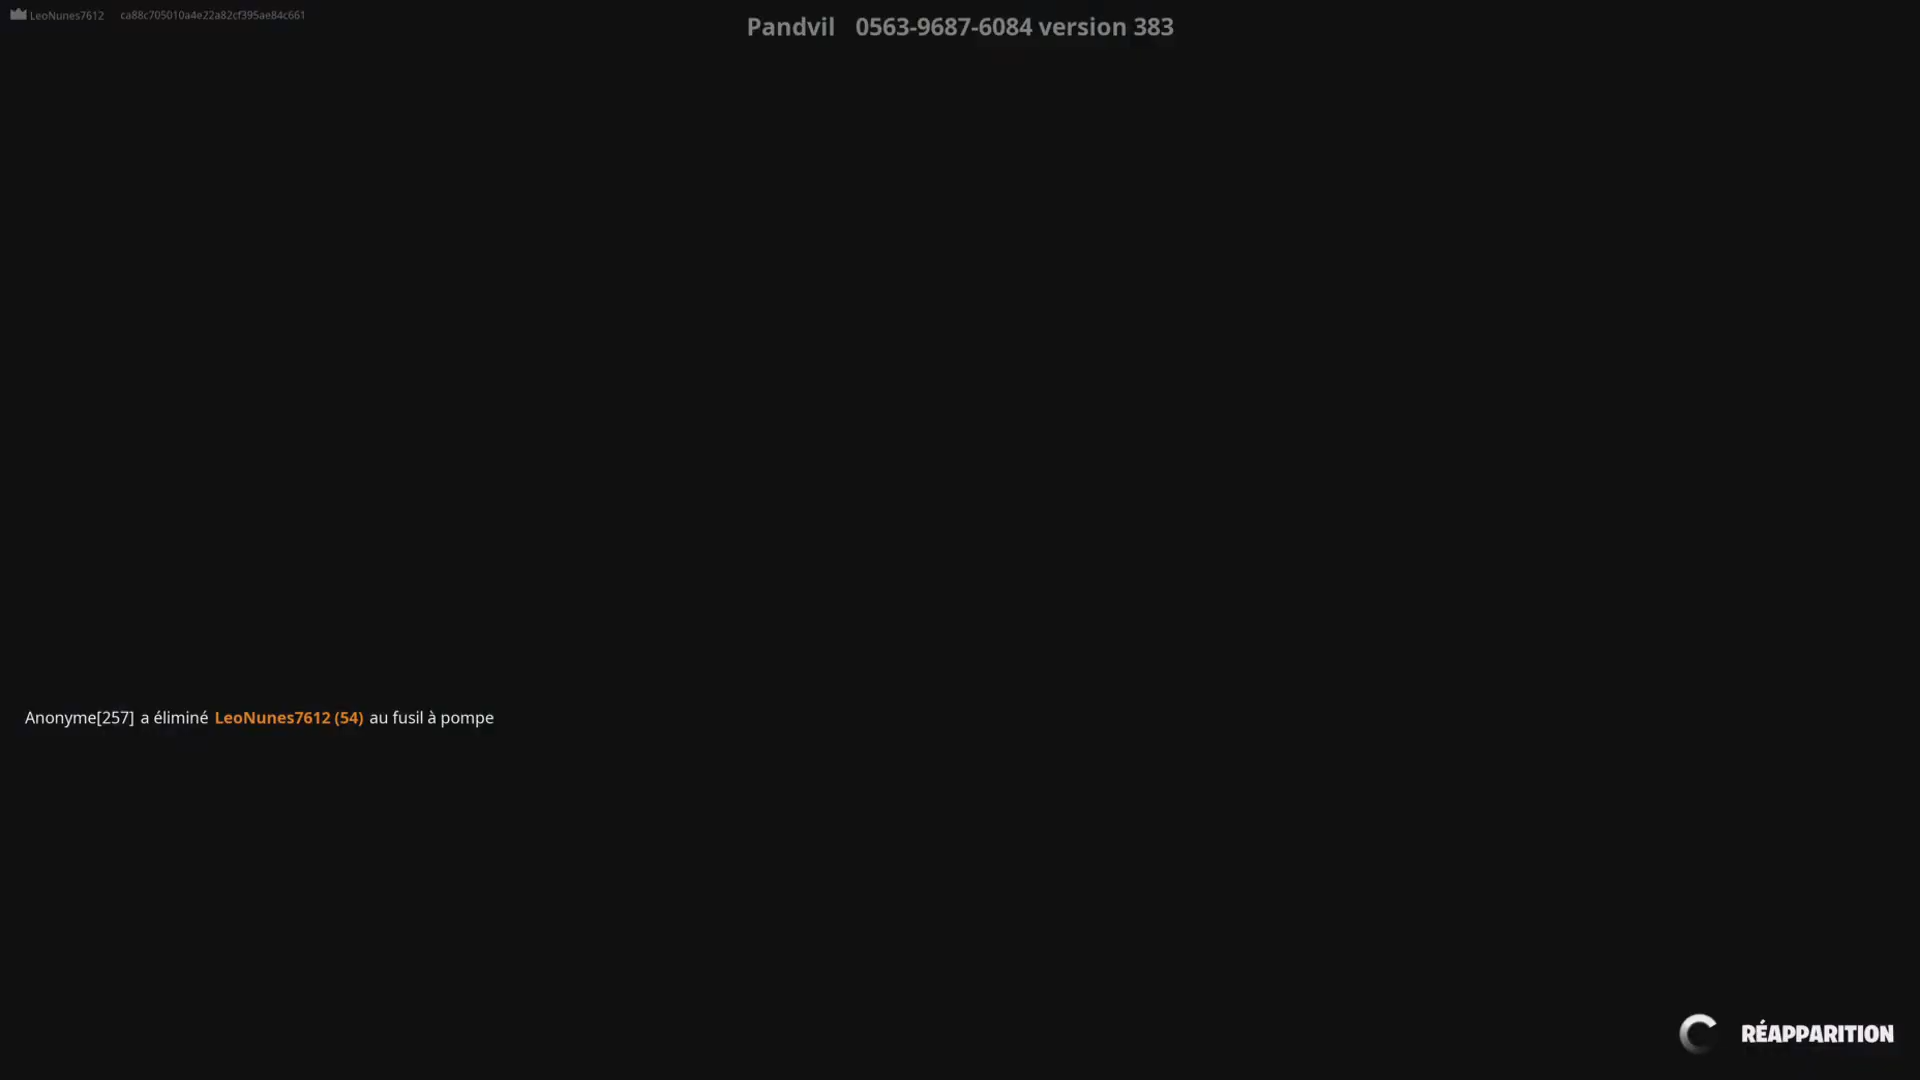 LeoNunes7612 ca88c705010a4e22a82cf395ae84c661
Pandvil 0563-9687-6084 version 383
Anonyme[257] a éliminé LeoNunes7612 (54) au fusil à pompe
RÉAPPARITION